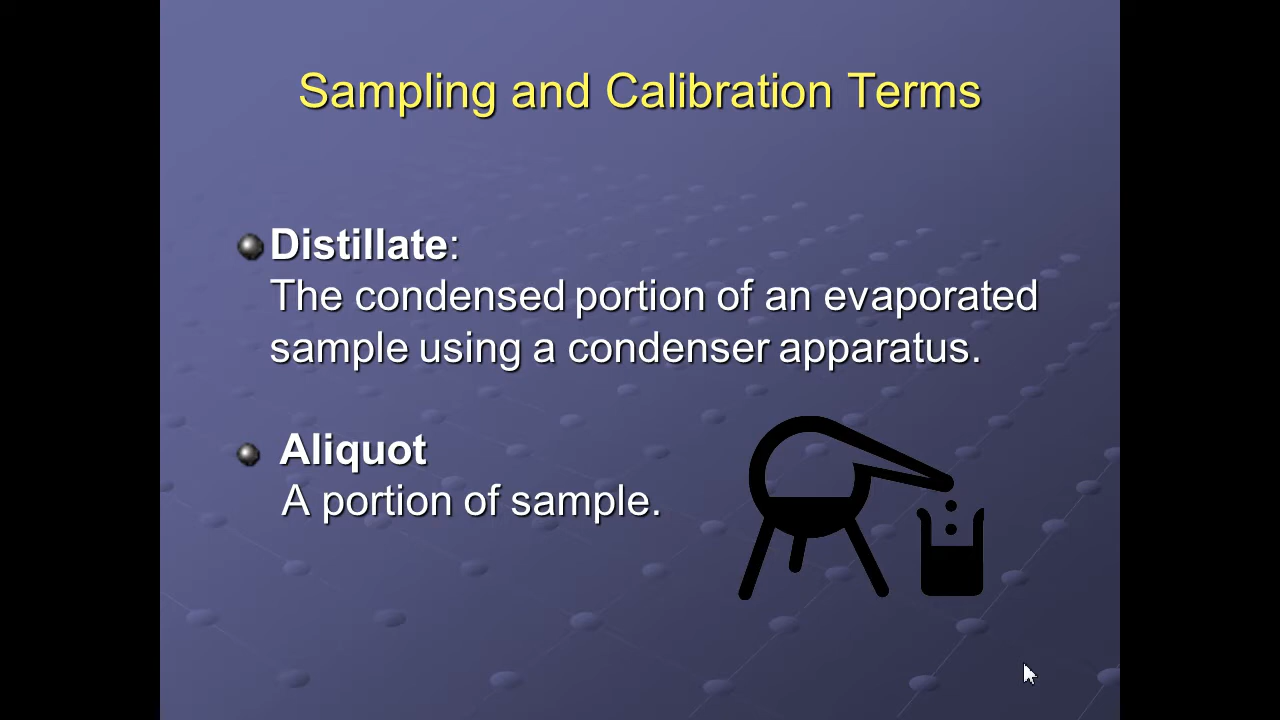 Sampling and Calibration Terms
Distillate:
The condensed portion of an evaporated
sample using a condenser apparatus.
Aliquot
A portion of sample.